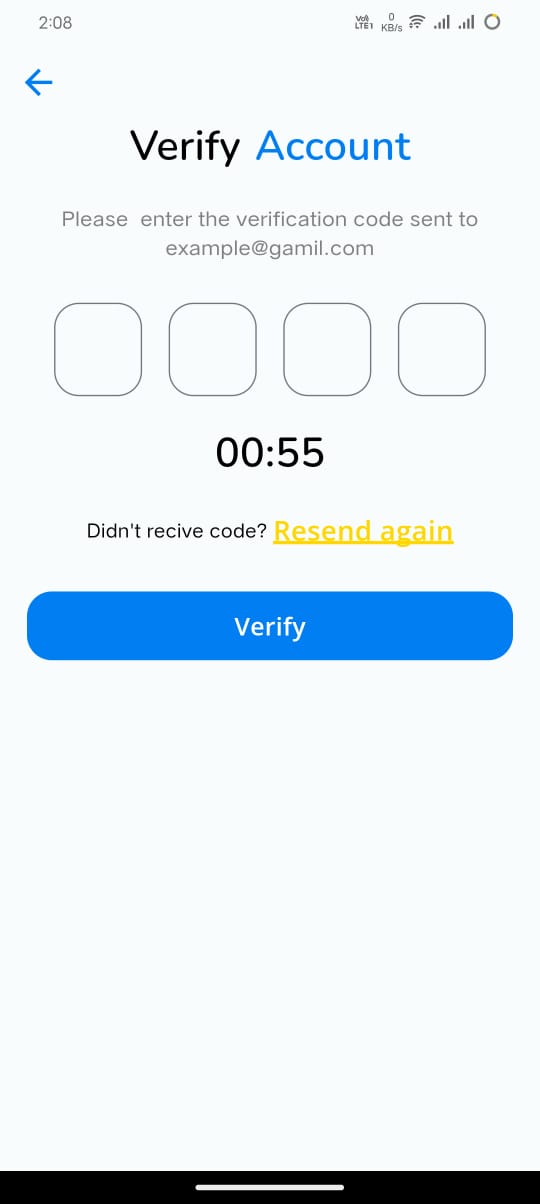 2:08 Vo) LTE1 0 KB/s
Verify Account
Please  enter the verification code sent to
example@gamil.com
00:55
Didn't recive code? Resend again
Verify